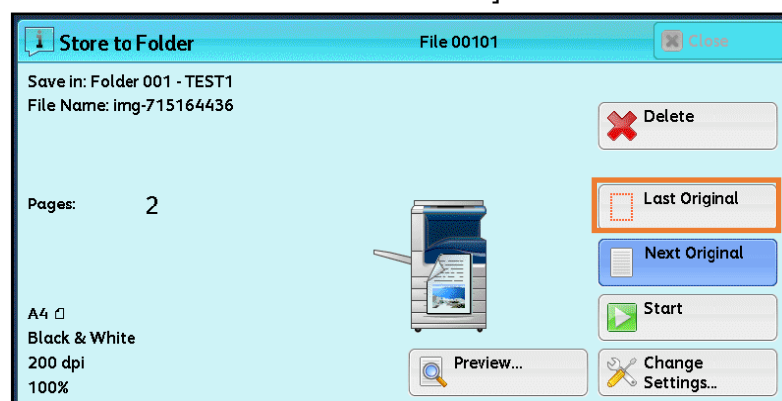 ]
Store to Folder
File 00101
Close
Save in: Folder 001 - TEST1
File Name: img-715164436
Delete
Pages: 2
Last Original
Next Original
A4
Start
Black & White
200 dpi
Preview...
Change
Settings...
100%